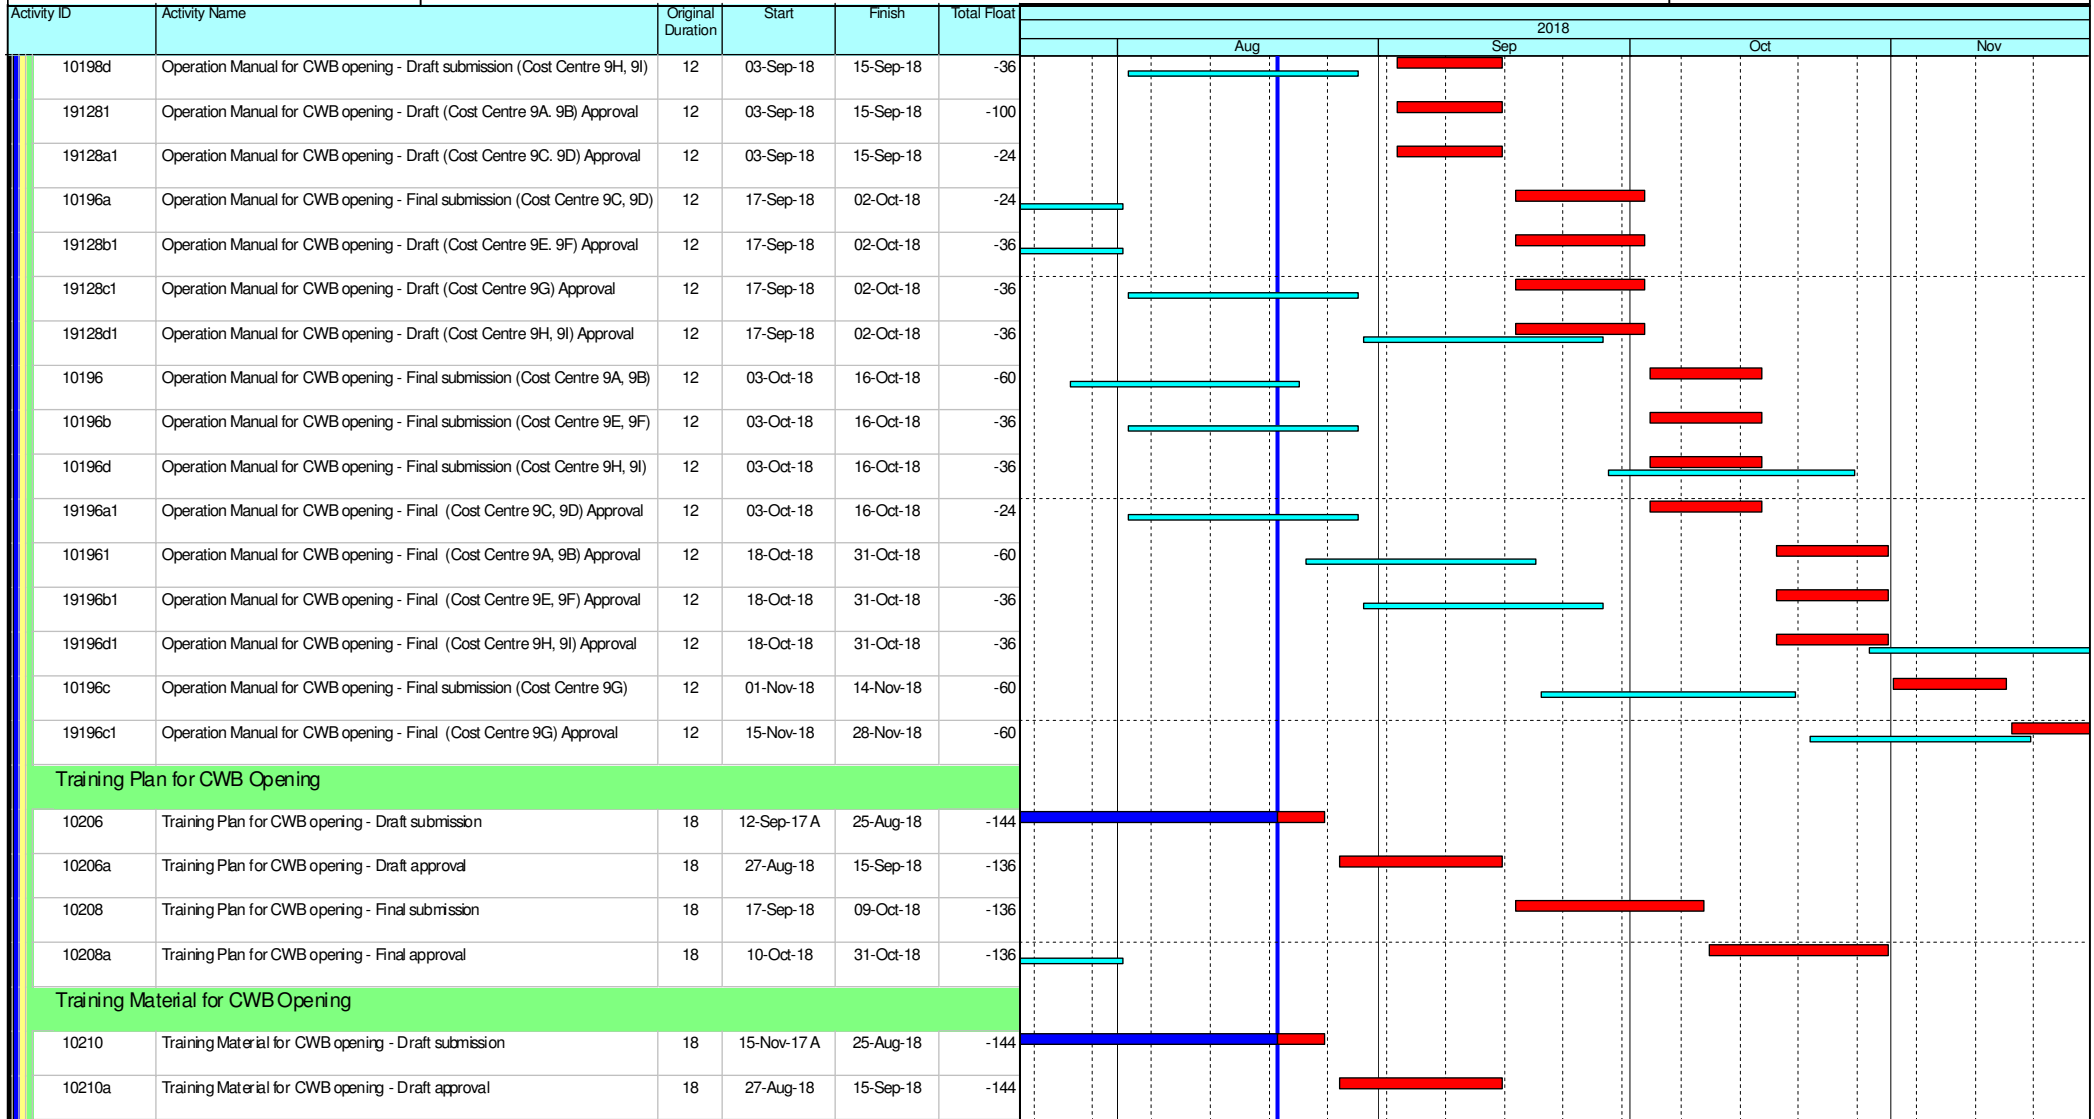 Activity ID Activity Name Original Duration Start Finish Total Float
2018
Aug Sep Oct Nov
10198d Operation Manual for CWB opening - Draft submission (Cost Centre 9H, 9I) 12 03-Sep-18 15-Sep-18 -36
191281 Operation Manual for CWB opening - Draft (Cost Centre 9A. 9B) Approval 12 03-Sep-18 15-Sep-18 -100
19128a1 Operation Manual for CWB opening - Draft (Cost Centre 9C. 9D) Approval 12 03-Sep-18 15-Sep-18 -24
10196a Operation Manual for CWB opening - Final submission (Cost Centre 9C, 9D) 12 17-Sep-18 02-Oct-18 -24
19128b1 Operation Manual for CWB opening - Draft (Cost Centre 9E. 9F) Approval 12 17-Sep-18 02-Oct-18 -36
19128c1 Operation Manual for CWB opening - Draft (Cost Centre 9G) Approval 12 17-Sep-18 02-Oct-18 -36
19128d1 Operation Manual for CWB opening - Draft (Cost Centre 9H, 9I) Approval 12 17-Sep-18 02-Oct-18 -36
10196 Operation Manual for CWB opening - Final submission (Cost Centre 9A, 9B) 12 03-Oct-18 16-Oct-18 -60
10196b Operation Manual for CWB opening - Final submission (Cost Centre 9E, 9F) 12 03-Oct-18 16-Oct-18 -36
10196d Operation Manual for CWB opening - Final submission (Cost Centre 9H, 9I) 12 03-Oct-18 16-Oct-18 -36
19196a1 Operation Manual for CWB opening - Final (Cost Centre 9C, 9D) Approval 12 03-Oct-18 16-Oct-18 -24
101961 Operation Manual for CWB opening - Final (Cost Centre 9A, 9B) Approval 12 18-Oct-18 31-Oct-18 -60
19196b1 Operation Manual for CWB opening - Final (Cost Centre 9E, 9F) Approval 12 18-Oct-18 31-Oct-18 -36
19196d1 Operation Manual for CWB opening - Final (Cost Centre 9H, 9I) Approval 12 18-Oct-18 31-Oct-18 -36
10196c Operation Manual for CWB opening - Final submission (Cost Centre 9G) 12 01-Nov-18 14-Nov-18 -60
19196c1 Operation Manual for CWB opening - Final (Cost Centre 9G) Approval 12 15-Nov-18 28-Nov-18 -60
Training Plan for CWB Opening
10206 Training Plan for CWB opening - Draft submission 18 12-Sep-17 A 25-Aug-18 -144
10206a Training Plan for CWB opening - Draft approval 18 27-Aug-18 15-Sep-18 -136
10208 Training Plan for CWB opening - Final submission 18 17-Sep-18 09-Oct-18 -136
10208a Training Plan for CWB opening - Final approval 18 10-Oct-18 31-Oct-18 -136
Training Material for CWB Opening
10210 Training Material for CWB opening - Draft submission 18 15-Nov-17 A 25-Aug-18 -144
10210a Training Material for CWB opening - Draft approval 18 27-Aug-18 15-Sep-18 -144